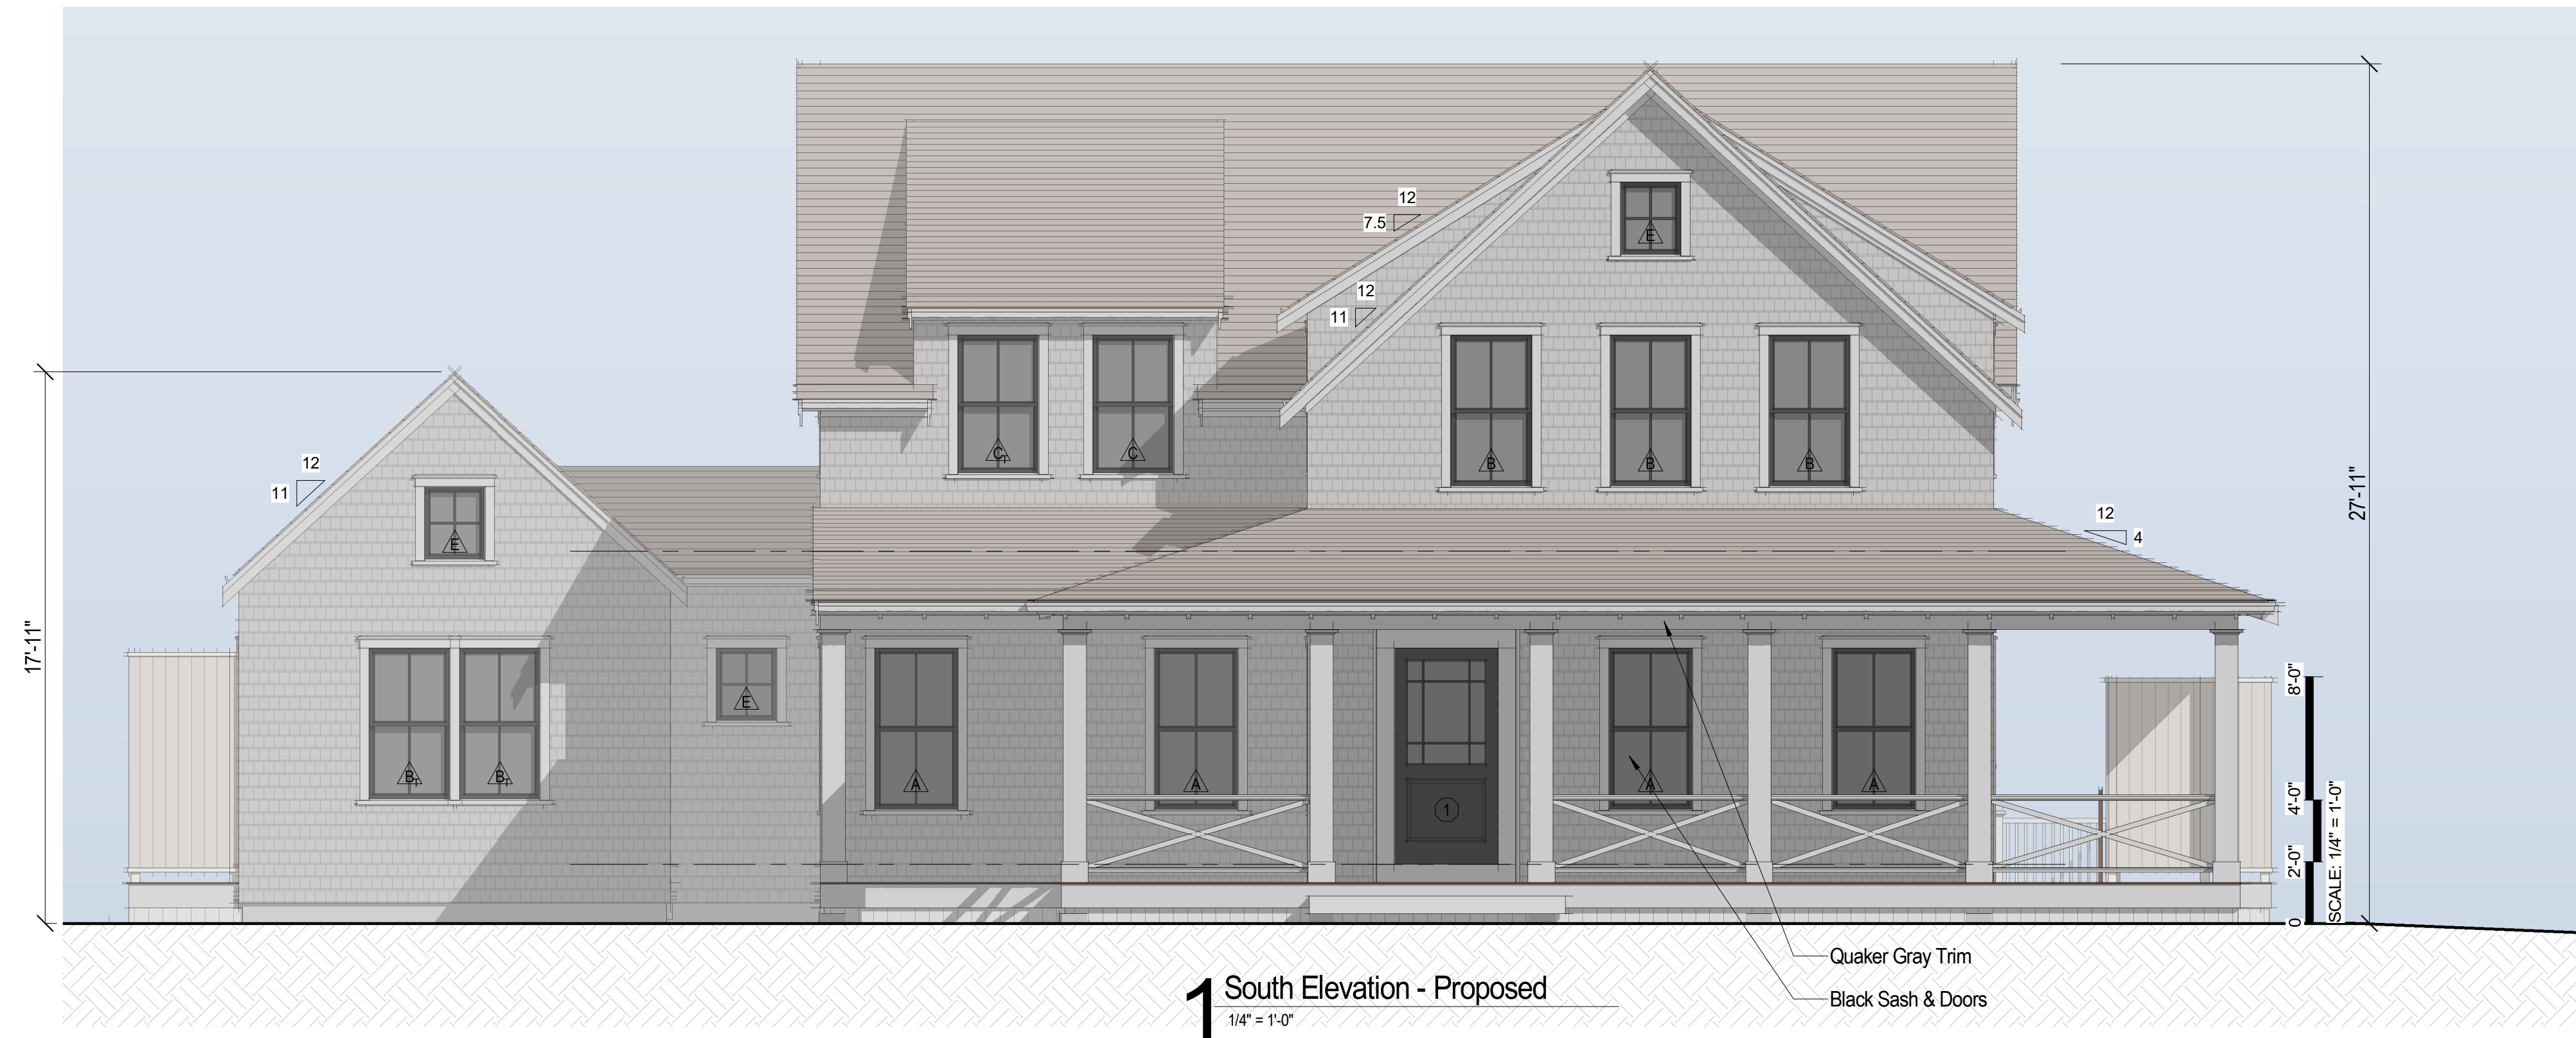 12
7.5
12
11
E
27'-11"
12
11
C T
C
B
B
B
12
4
E
17'-11"
E
B T
B T
A
A
1
A
A
8'-0"
4'-0"
2'-0"
0
SCALE: 1/4" = 1'-0"
Quaker Gray Trim
Black Sash & Doors
1
South Elevation - Proposed
1/4" = 1'-0"